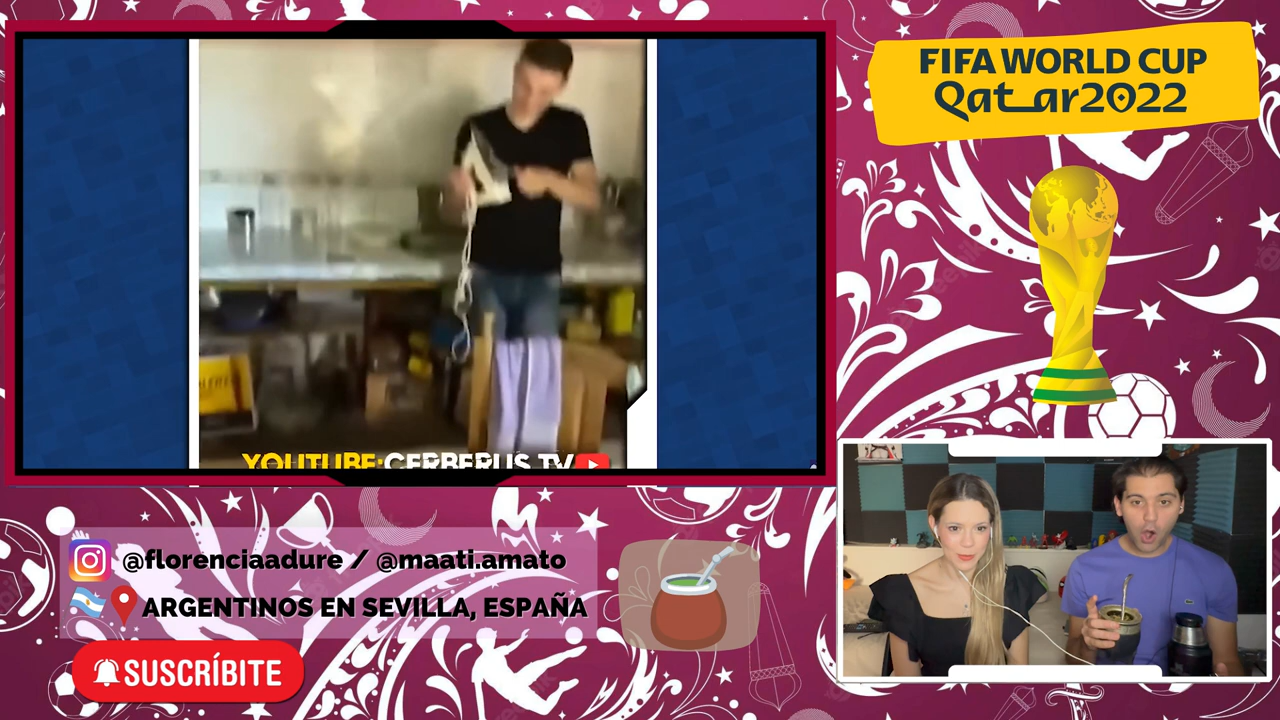 FIFA WORLD CUP
Qatar2022
YOUTUBE:CERBERUS TV
@florenciaadure / @maati.amato
ARGENTINOS EN SEVILLA, ESPAÑA
SUSCRÍBITE